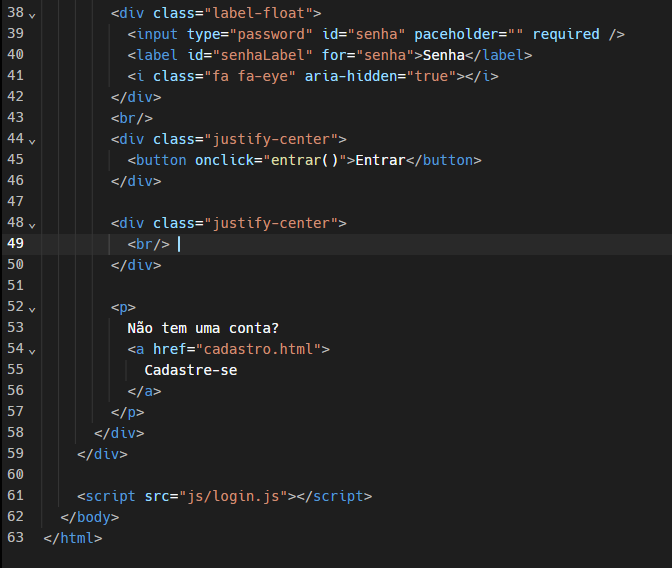 38 <div class="label-float">
39 <input type="password" id="senha" paceholder="" required />
40 <label id="senhaLabel" for="senha">Senha</label>
41 <i class="fa fa-eye" aria-hidden="true"></i>
42 </div>
43 <br/>
44 <div class="justify-center">
45 <button onclick="entrar()">Entrar</button>
46 </div>
47
48 <div class="justify-center">
49 <br/>
50 </div>
51
52 <p>
53 Não tem uma conta?
54 <a href="cadastro.html">
55 Cadastre-se
56 </a>
57 </p>
58 </div>
59 </div>
60
61 <script src="js/login.js"></script>
62 </body>
63 </html>